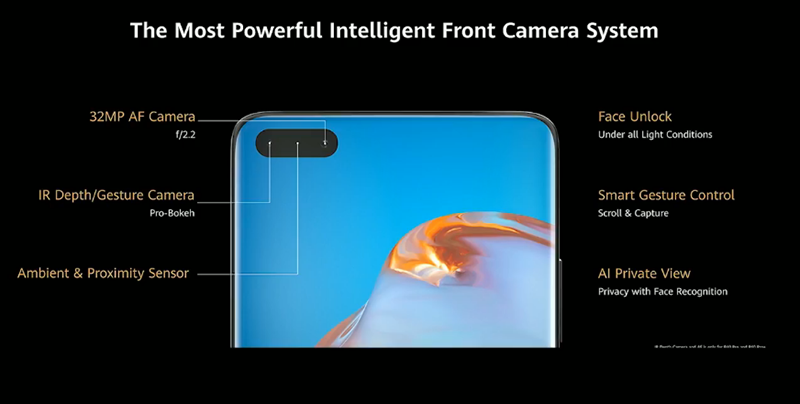 The Most Powerful Intelligent Front Camera System
32MP AF Camera
f/2.2
IR Depth/Gesture Camera
Pro-Bokeh
Ambient & Proximity Sensor
Face Unlock
Under all Light Conditions
Smart Gesture Control
Scroll & Capture
AI Private View
Privacy with Face Recognition